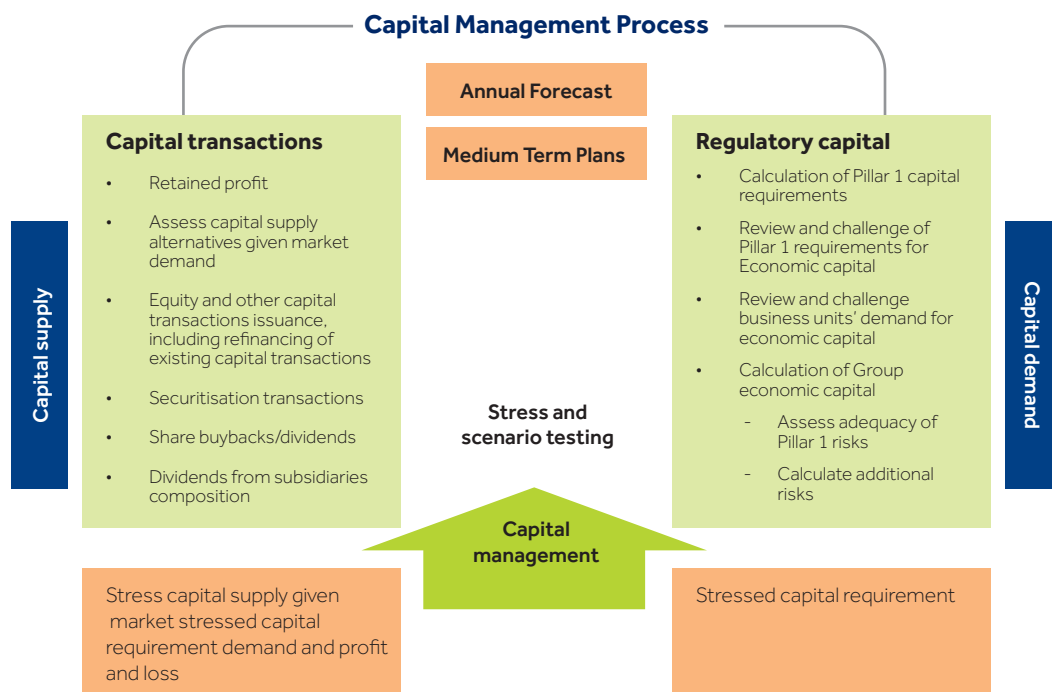 Capital Management Process
Annual Forecast
Medium Term Plans
Capital supply
Capital transactions
• Retained profit
• Assess capital supply
alternatives given market
demand
• Equity and other capital
transactions issuance,
including refinancing of
existing capital transactions
• Securitisation transactions
• Share buybacks/dividends
• Dividends from subsidiaries
composition
Stress and
scenario testing
Capital
management
Regulatory capital
• Calculation of Pillar 1 capital
requirements
• Review and challenge of
Pillar 1 requirements for
Economic capital
• Review and challenge
business units' demand for
economic capital
• Calculation of Group
economic capital
- Assess adequacy of
Pillar 1 risks
- Calculate additional
risks
Capital demand
Stress capital supply given
market stressed capital
requirement demand and profit
and loss
Stressed capital requirement